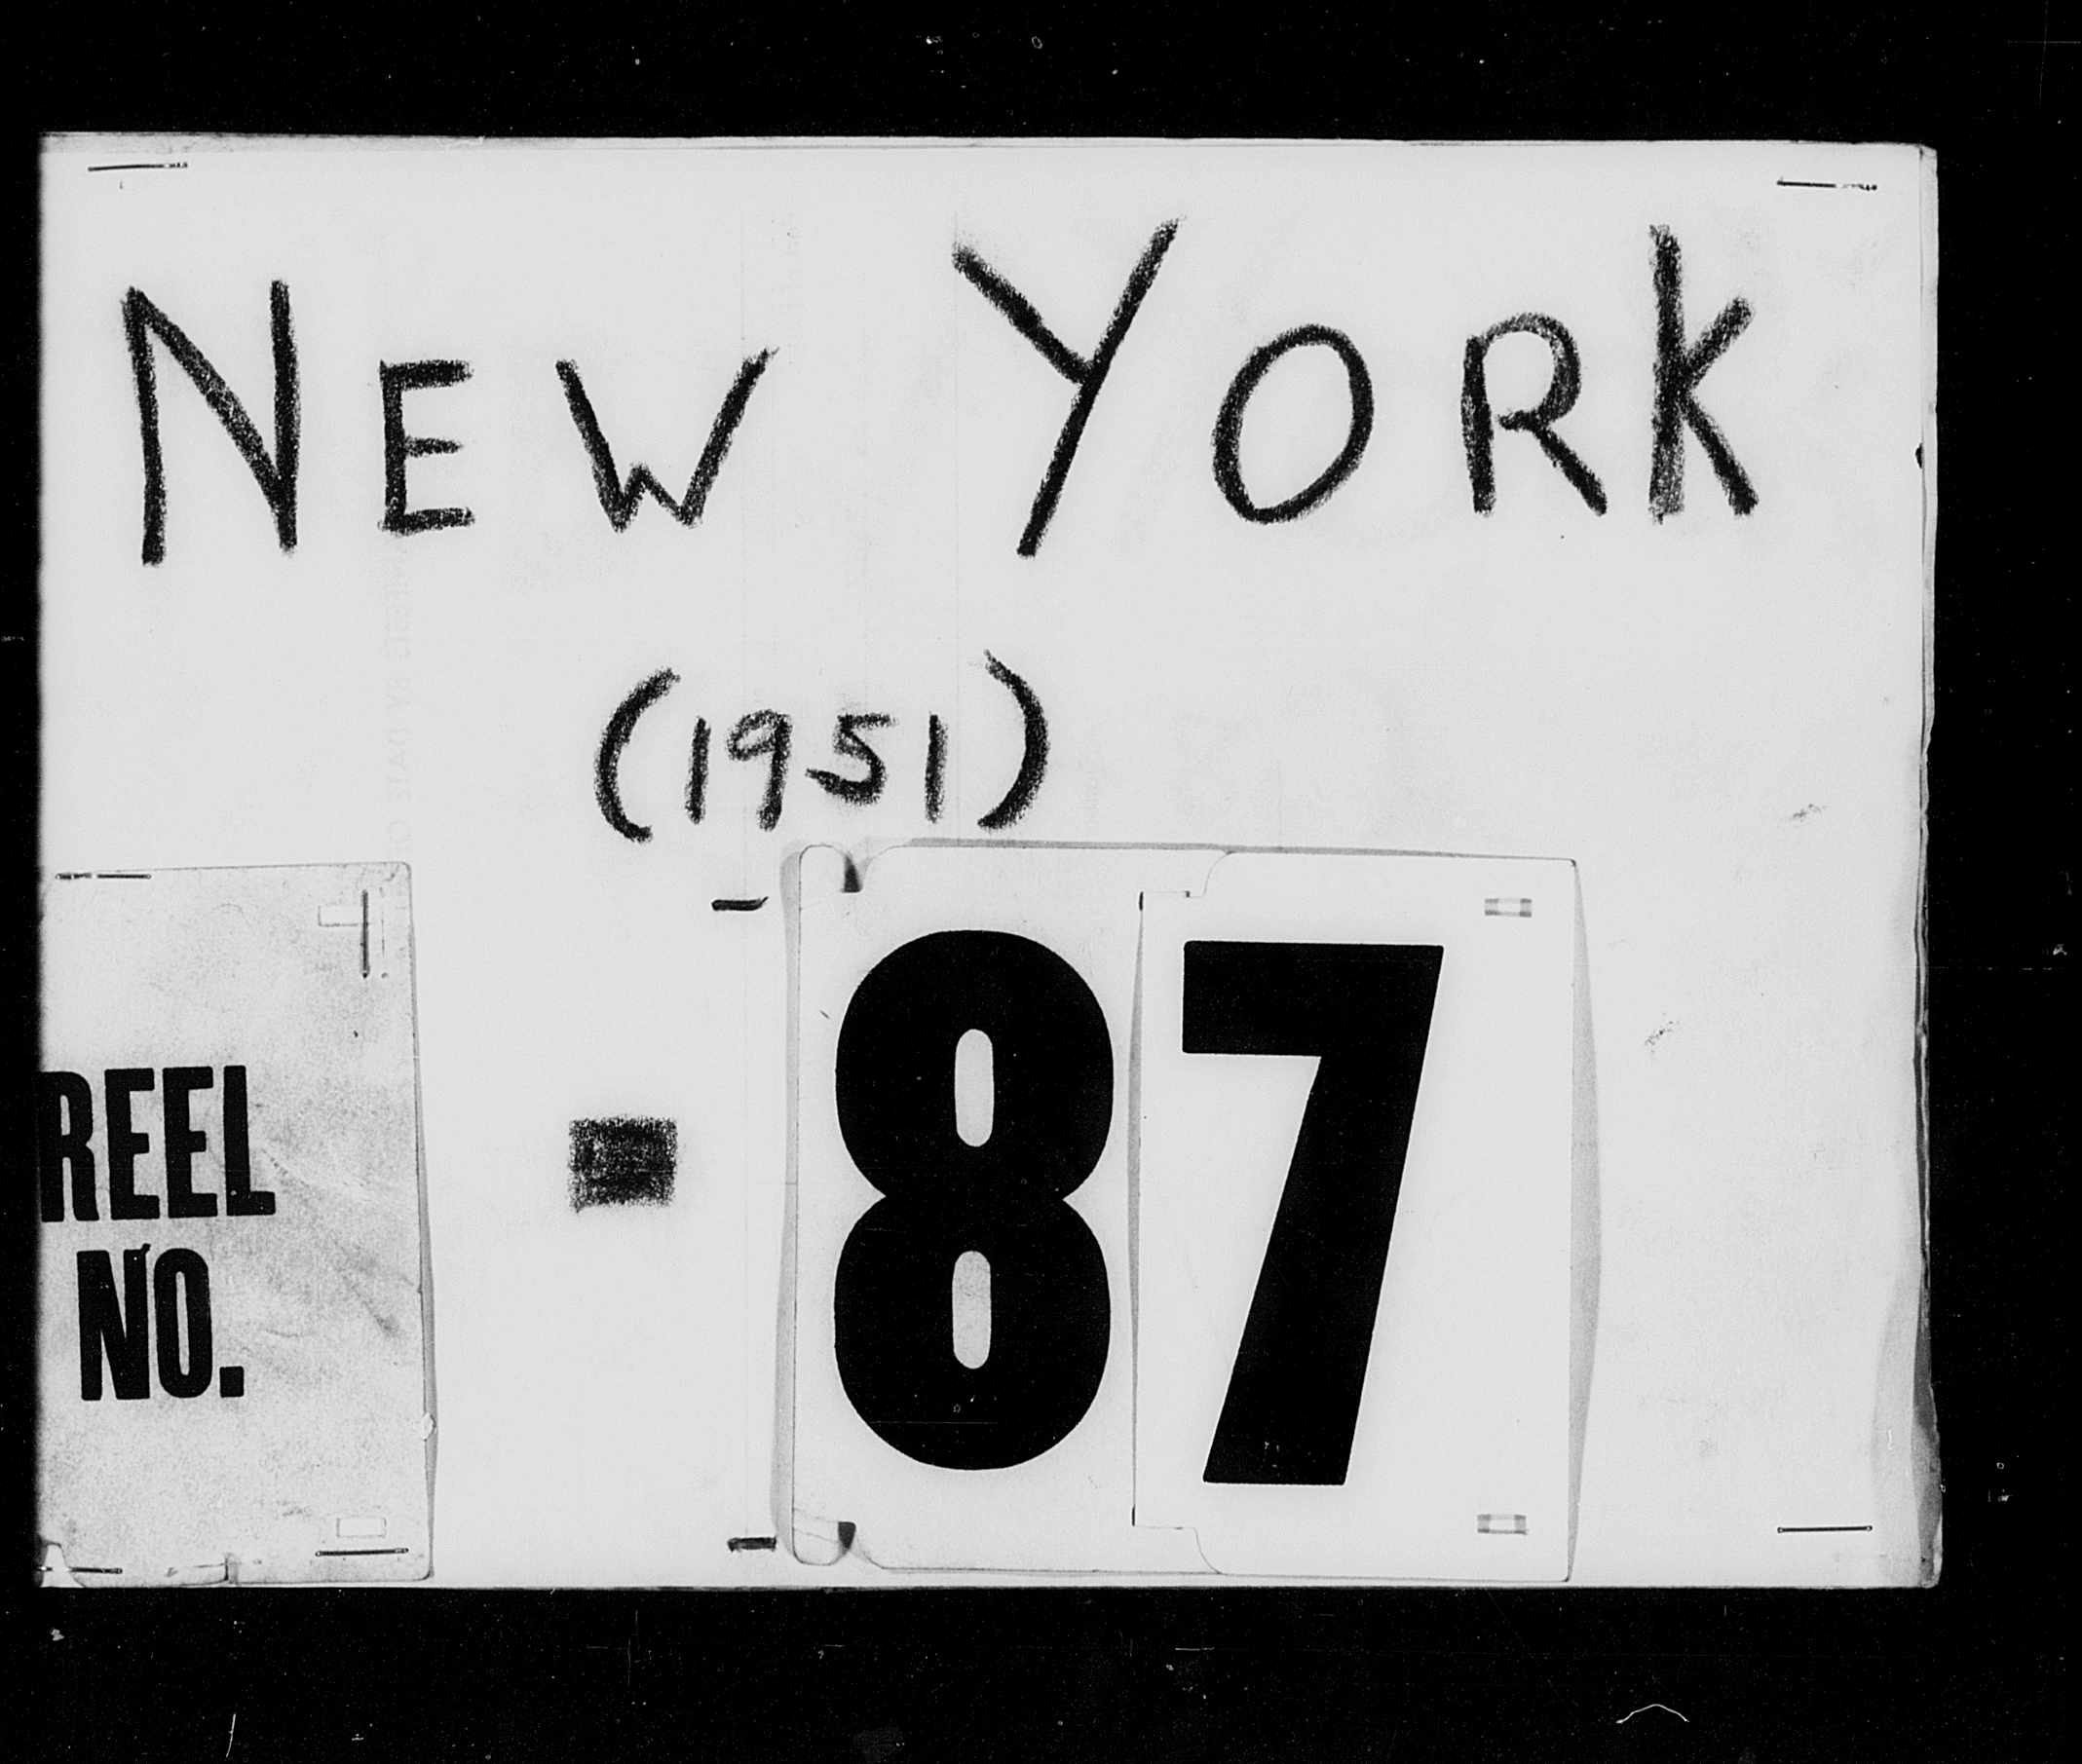 NEW YORK
(1951)
REEL
NO.
87